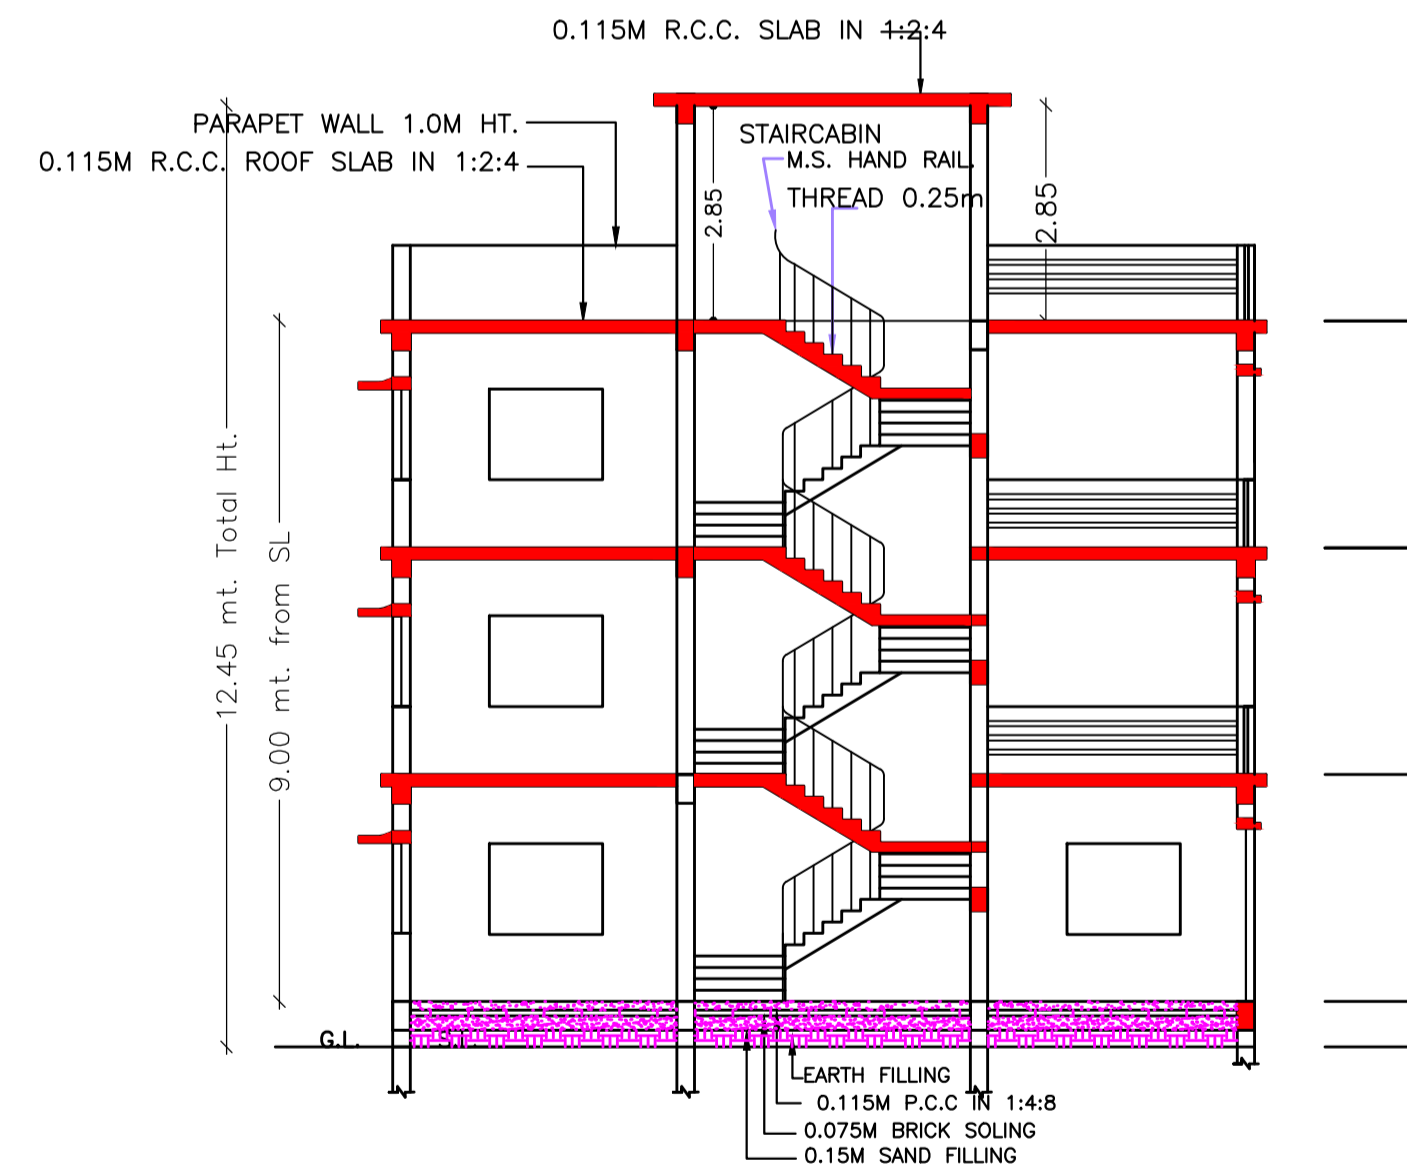 0.115M R.C.C. SLAB IN 1:2:4
PARAPET WALL 1.0M HT.
0.115M R.C.C. ROOF SLAB IN 1:2:4
STAIRCABIN
M.S. HAND RAIL.
THREAD 0.25m
2.85
2.85
12.45 mt. Total Ht.
9.00 mt. from SL
G.L.
S.L.
EARTH FILLING
0.115M P.C.C IN 1:4:8
0.075M BRICK SOLING
0.15M SAND FILLING